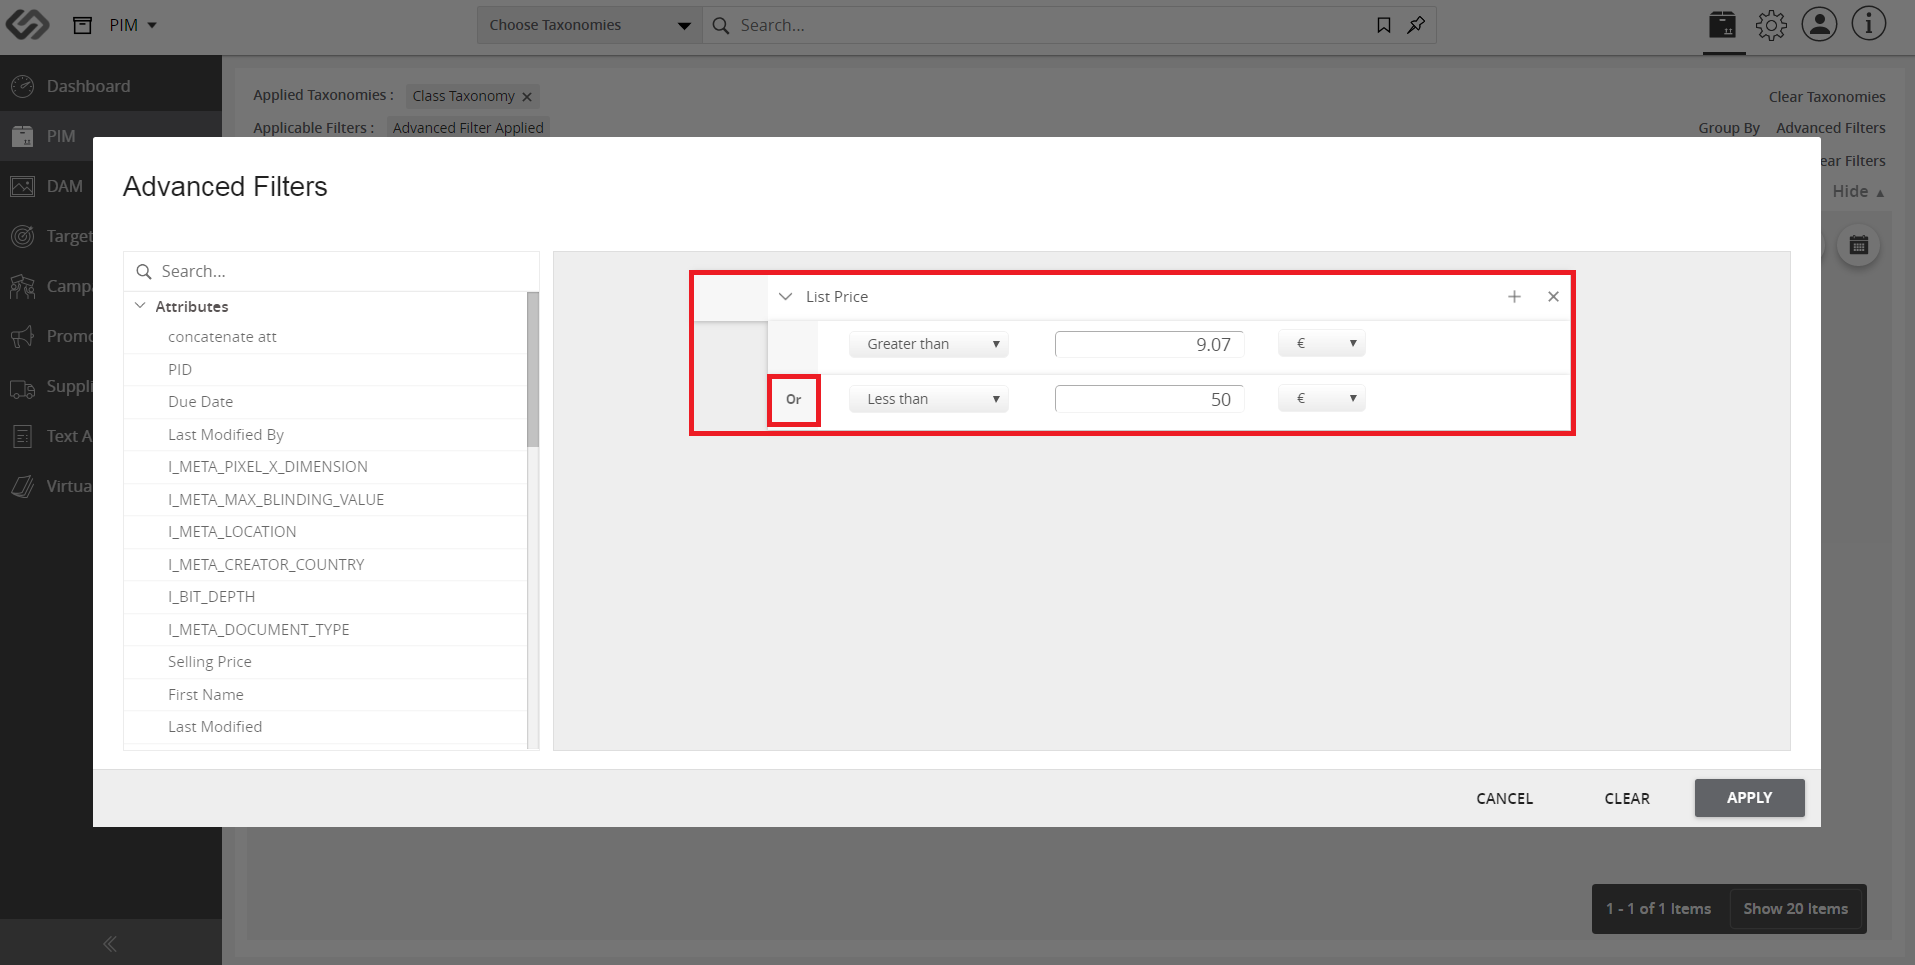 PIM
Choose Taxonomies
Search...
Dashboard
PIM
DAM
Target
Campa
Promo
Suppli
Text A
Virtua
Applied Taxonomies :
Class Taxonomy
Clear Taxonomies
Applicable Filters :
Advanced Filter Applied
Group By
Advanced Filters
ear Filters
Hide
Advanced Filters
Search...
Attributes
concatenate att
PID
Due Date
Last Modified By
I_META_PIXEL_X_DIMENSION
I_META_MAX_BLINDING_VALUE
I_META_LOCATION
I_META_CREATOR_COUNTRY
I_BIT_DEPTH
I_META_DOCUMENT_TYPE
Selling Price
First Name
Last Modified
List Price
Greater than 9.07 €
Or Less than 50 €
CANCEL
CLEAR
APPLY
1 - 1 of 1 Items
Show 20 Items